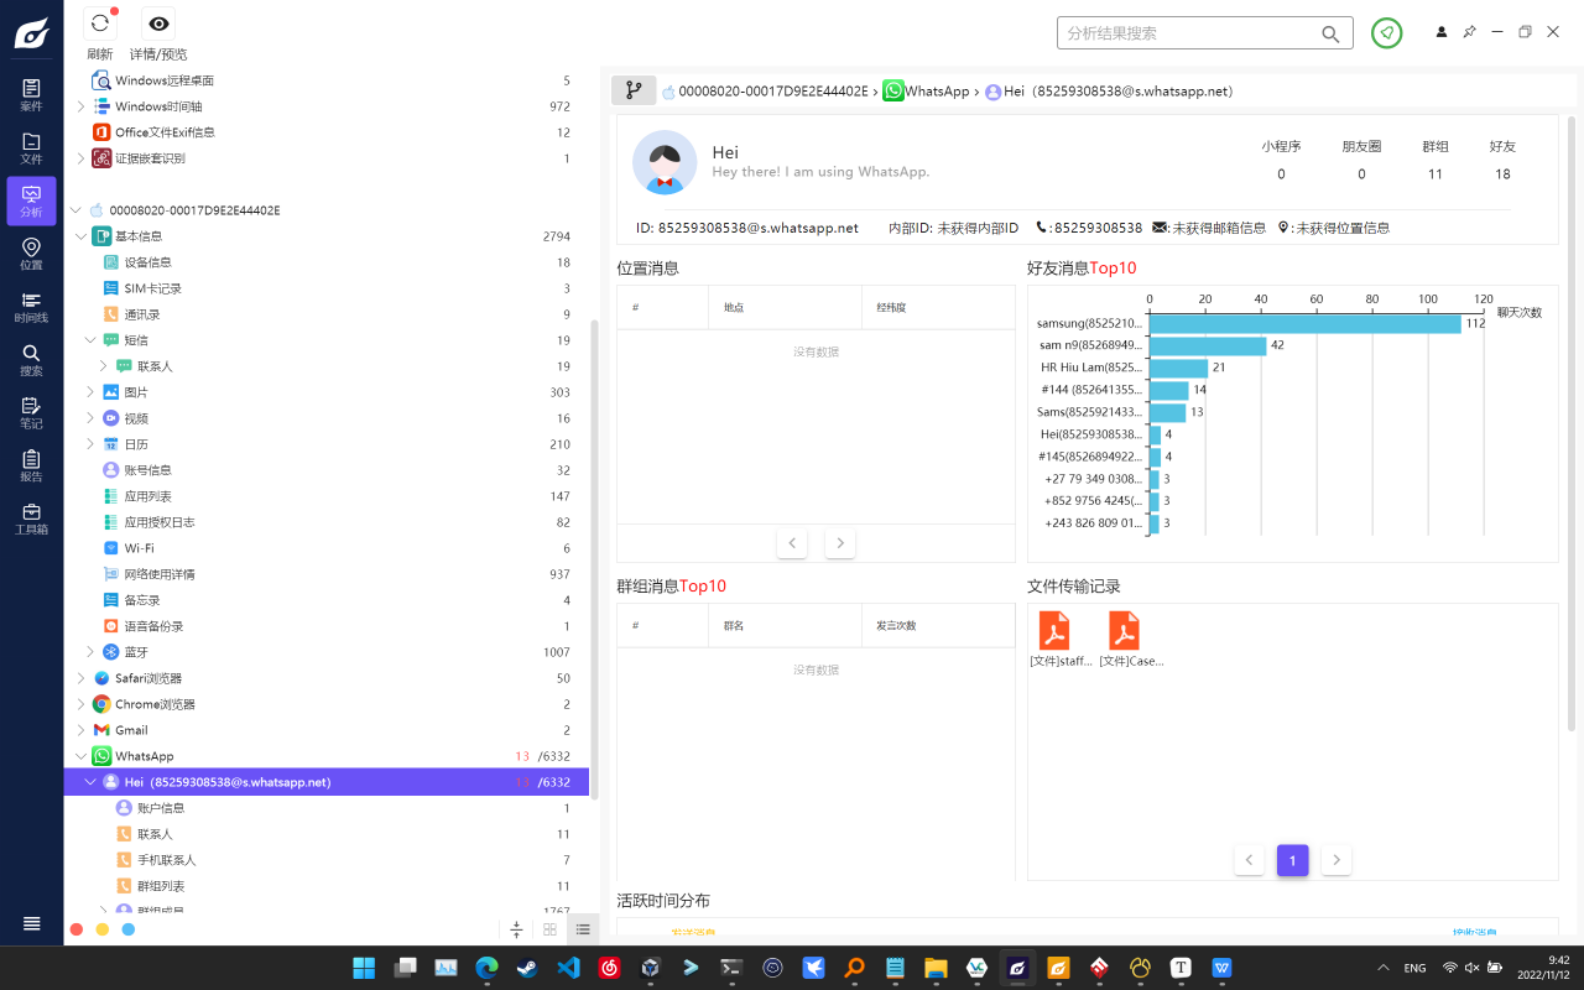 刷新
详情/预览
分析结果搜索
案件
文件
分析
位置
时间线
搜索
笔记
报告
工具箱
Windows远程桌面 5
Windows时间轴 972
Office文件Exif信息 12
证据嵌套识别 1
00008020-00017D9E2E44402E
基本信息 2794
设备信息 18
SIM卡记录 3
通讯录 9
短信 19
联系人 19
图片 303
视频 16
日历 210
账号信息 32
应用列表 147
应用授权日志 82
Wi-Fi 6
网络使用详情 937
备忘录 4
语音备份录 1
蓝牙 1007
Safari浏览器 50
Chrome浏览器 2
Gmail 2
WhatsApp 13 /6332
Hei（85259308538@s.whatsapp.net） 13 /6332
账户信息 1
联系人 11
手机联系人 7
群组列表 11
群组成员 1767
00008020-00017D9E2E44402E › WhatsApp › Hei（85259308538@s.whatsapp.net）
Hei
Hey there! I am using WhatsApp.
小程序 朋友圈 群组 好友
0 0 11 18
ID: 85259308538@s.whatsapp.net 内部ID: 未获得内部ID :85259308538 :未获得邮箱信息 :未获得位置信息
位置消息
# 地点 经纬度
没有数据
好友消息Top10
0 20 40 60 80 100 120
聊天次数
samsung(8525210... 112
sam n9(85268949... 42
HR Hiu Lam(8525... 21
#144 (852641355... 14
Sams(8525921433... 13
Hei(85259308538... 4
#145(8526894922... 4
+27 79 349 0308... 3
+852 9756 4245(... 3
+243 826 809 01... 3
群组消息Top10
# 群名 发言次数
没有数据
文件传输记录
[文件]staff... [文件]Case...
1
活跃时间分布
发送消息 接收消息
ENG
9:42
2022/11/12